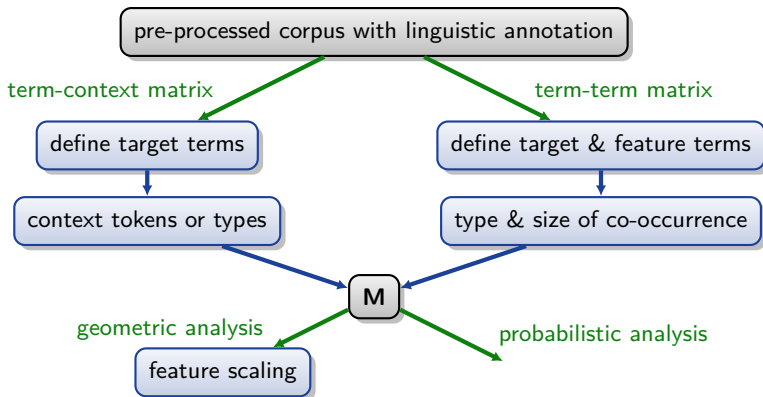 pre-processed corpus with linguistic annotation
term-context matrix
term-term matrix
define target terms
define target & feature terms
context tokens or types
type & size of co-occurrence
M
geometric analysis
probabilistic analysis
feature scaling